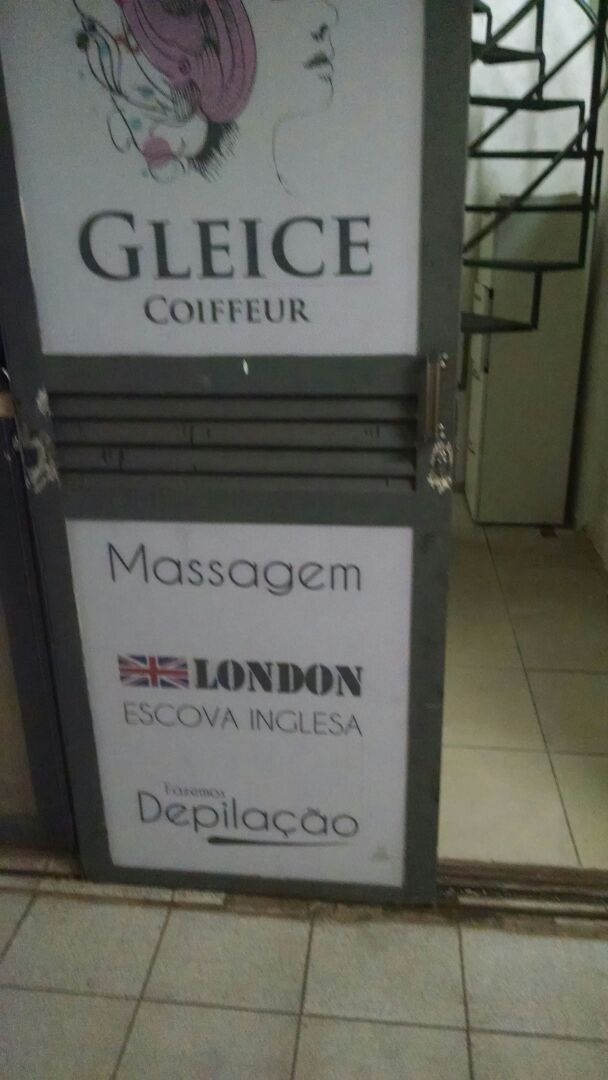 GLEICE
COIFFEUR
Massagem
LONDON
ESCOVA INGLESA
Fazemos
Depilação